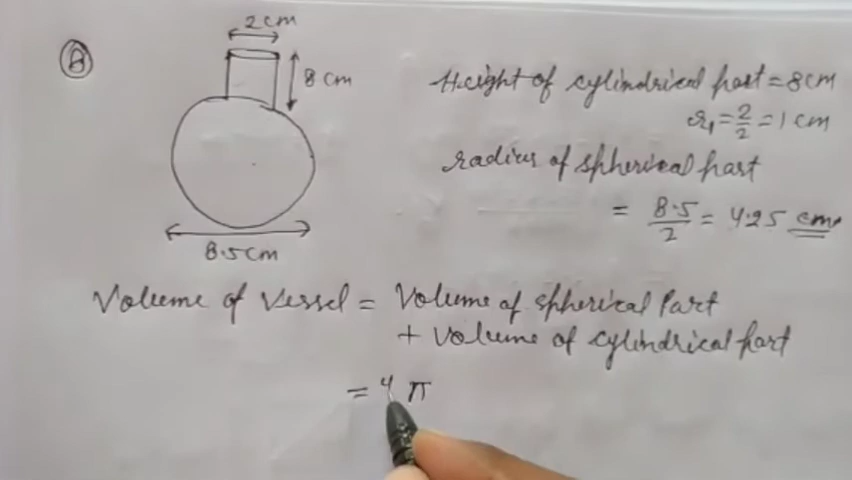 8
2cm
8 cm
Height of cylindrical part = 8cm
r₁ = 2/2 = 1 cm
radius of spherical part
= 8.5/2 = 4.25 cm
8.5cm
Volume of Vessel = Volume of spherical Part
+ Volume of cylindrical part
= 4 π